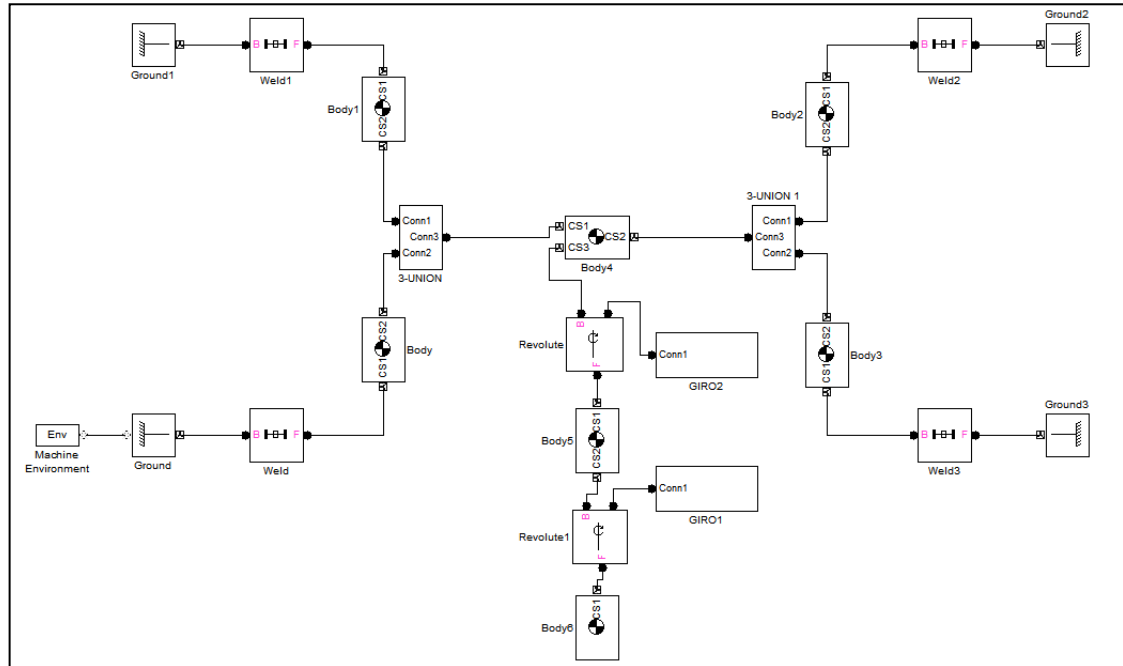 Ground1
B
F
Weld1
CS1
Body1
CS2
Ground2
B
F
Weld2
CS1
Body2
CS2
Conn1
Conn3
Conn2
3-UNION
CS1
CS3
CS2
Body4
3-UNION 1
Conn1
Conn3
Conn2
CS2
Body
CS1
B
Revolute
F
Conn1
GIRO2
CS2
Body3
CS1
Env
Machine
Environment
Ground
B
F
Weld
CS1
Body5
CS2
B
F
Weld3
Ground3
B
Revolute1
F
Conn1
GIRO1
CS1
Body6